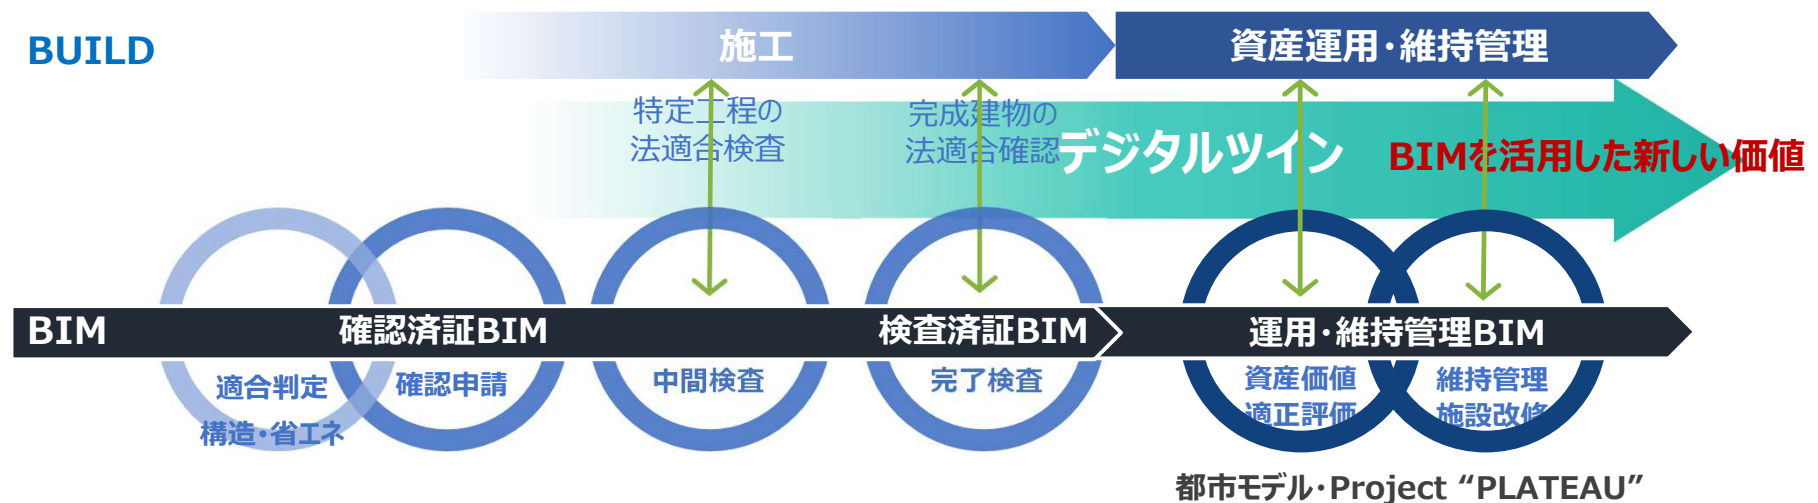 BUILD
施工
資産運用・維持管理
特定工程の
法適合検査
完成建物の
法適合確認
デジタルツイン
BIMを活用した新しい価値
BIM
確認済証BIM
検査済証BIM
運用・維持管理BIM
適合判定
構造・省エネ
確認申請
中間検査
完了検査
資産価値
適正評価
維持管理
施設改修
都市モデル・Project “PLATEAU”